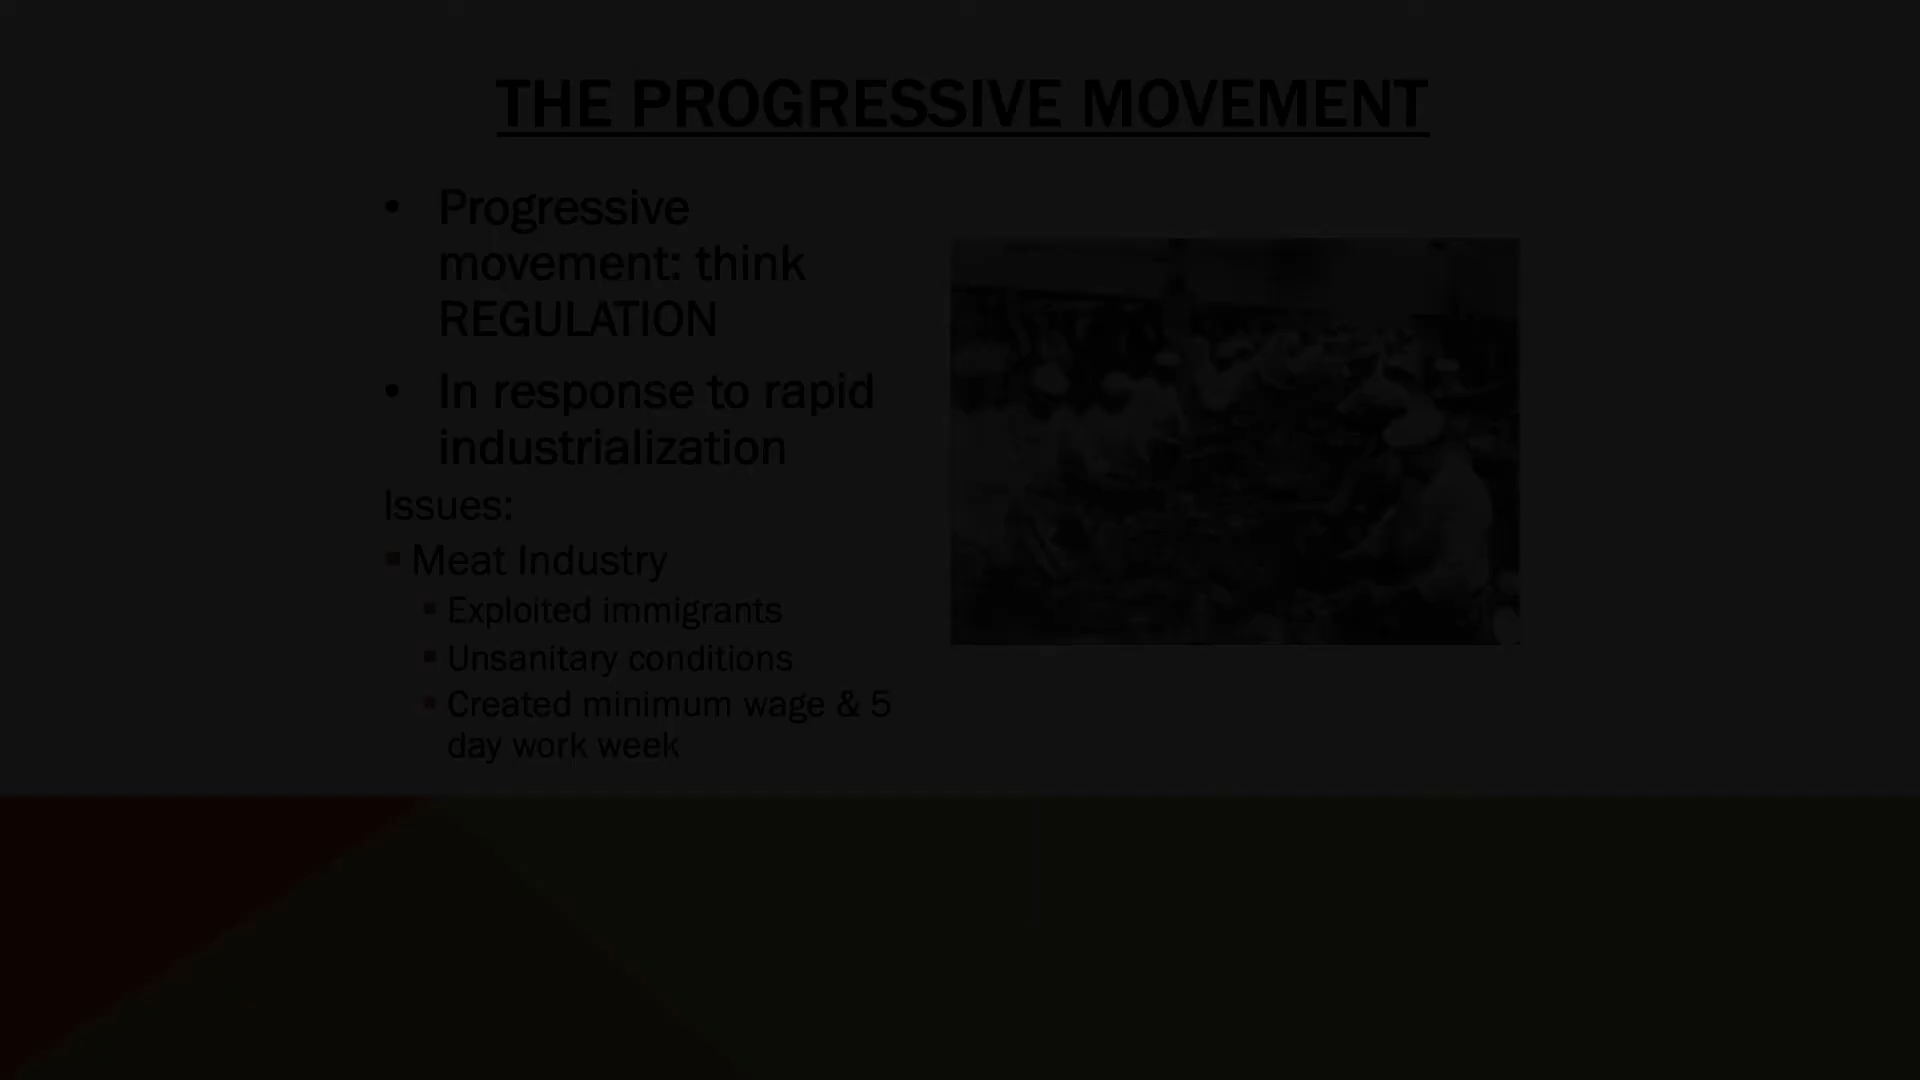 THE PROGRESSIVE MOVEMENT
• Progressive
movement: think
REGULATION
• In response to rapid
industrialization
Issues:
▪ Meat Industry
▪ Exploited immigrants
▪ Unsanitary conditions
▪ Created minimum wage & 5
day work week